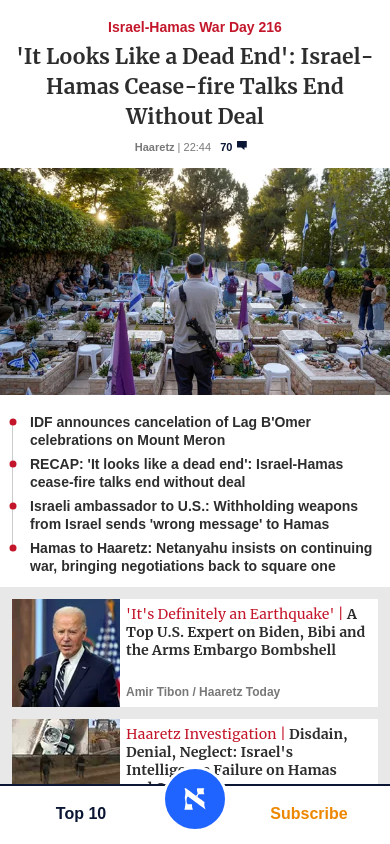 Israel-Hamas War Day 216
'It Looks Like a Dead End': Israel-
Hamas Cease-fire Talks End
Without Deal
Haaretz | 22:44 70
IDF announces cancelation of Lag B'Omer
celebrations on Mount Meron
RECAP: 'It looks like a dead end': Israel-Hamas
cease-fire talks end without deal
Israeli ambassador to U.S.: Withholding weapons
from Israel sends 'wrong message' to Hamas
Hamas to Haaretz: Netanyahu insists on continuing
war, bringing negotiations back to square one
'It's Definitely an Earthquake' | A
Top U.S. Expert on Biden, Bibi and
the Arms Embargo Bombshell
Amir Tibon / Haaretz Today
Haaretz Investigation | Disdain,
Denial, Neglect: Israel's
Failure on Hamas
Top 10
Subscribe